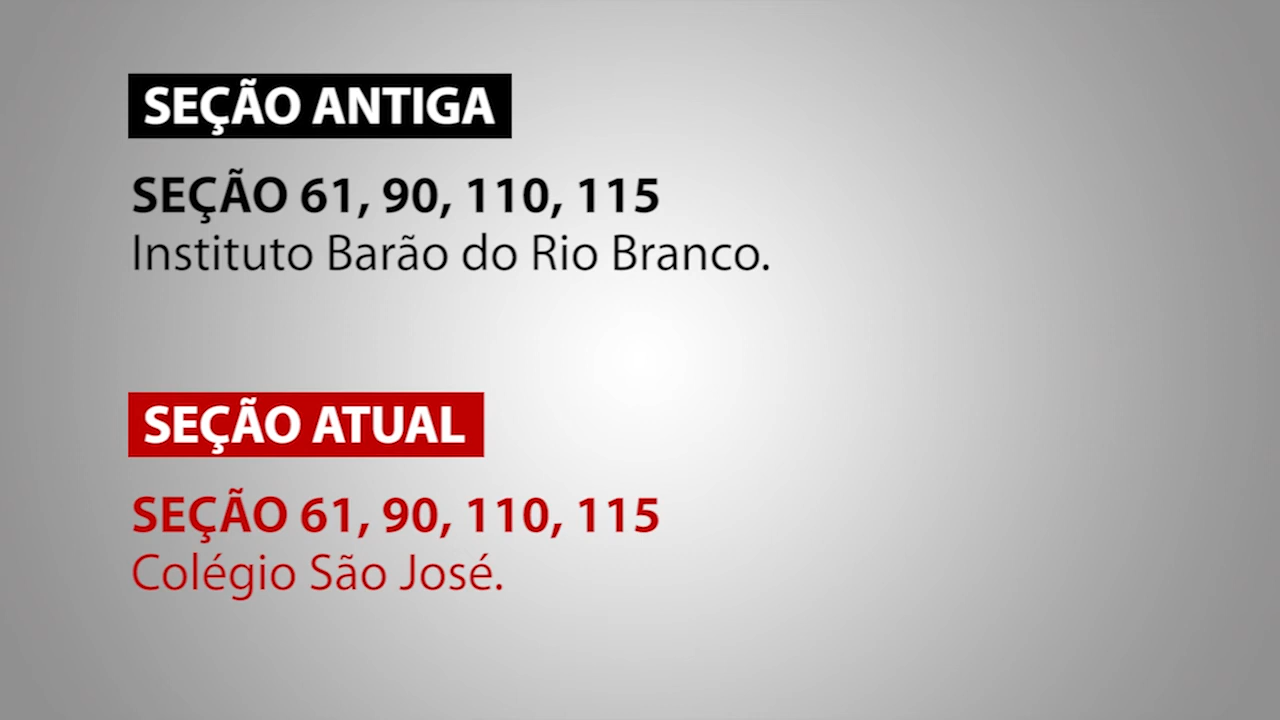 SEÇÃO ANTIGA
SEÇÃO 61, 90, 110, 115
Instituto Barão do Rio Branco.
SEÇÃO ATUAL
SEÇÃO 61, 90, 110, 115
Colégio São José.